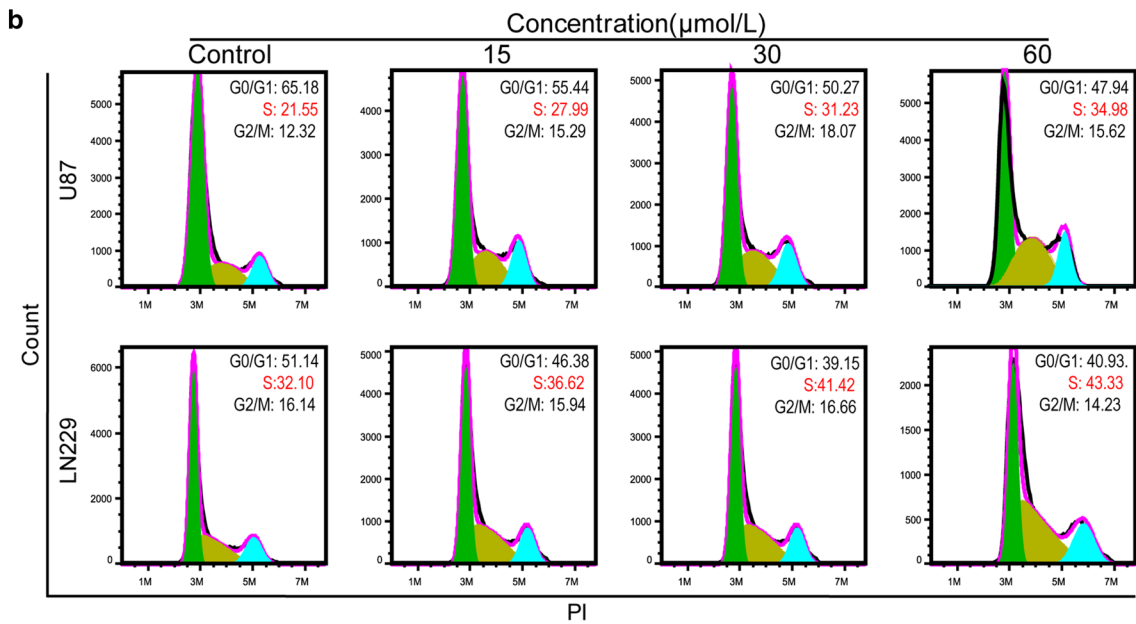 b
Concentration(μmol/L)
Control 15 30 60
U87
G0/G1: 65.18
S: 21.55
G2/M: 12.32
5000
4000
3000
2000
1000
0
1M 3M 5M 7M
G0/G1: 55.44
S: 27.99
G2/M: 15.29
4000
3000
2000
1000
0
1M 3M 5M 7M
G0/G1: 50.27
S: 31.23
G2/M: 18.07
5000
4000
3000
2000
1000
0
1M 3M 5M 7M
G0/G1: 47.94
S: 34.98
G2/M: 15.62
5000
4000
3000
2000
1000
0
1M 3M 5M 7M
Count
LN229
G0/G1: 51.14
S:32.10
G2/M: 16.14
6000
4000
2000
0
1M 3M 5M 7M
G0/G1: 46.38
S:36.62
G2/M: 15.94
5000
4000
3000
2000
1000
0
1M 3M 5M 7M
G0/G1: 39.15
S:41.42
G2/M: 16.66
5000
4000
3000
2000
1000
0
1M 3M 5M 7M
G0/G1: 40.93.
S: 43.33
G2/M: 14.23
2000
1500
1000
500
0
1M 3M 5M 7M
PI